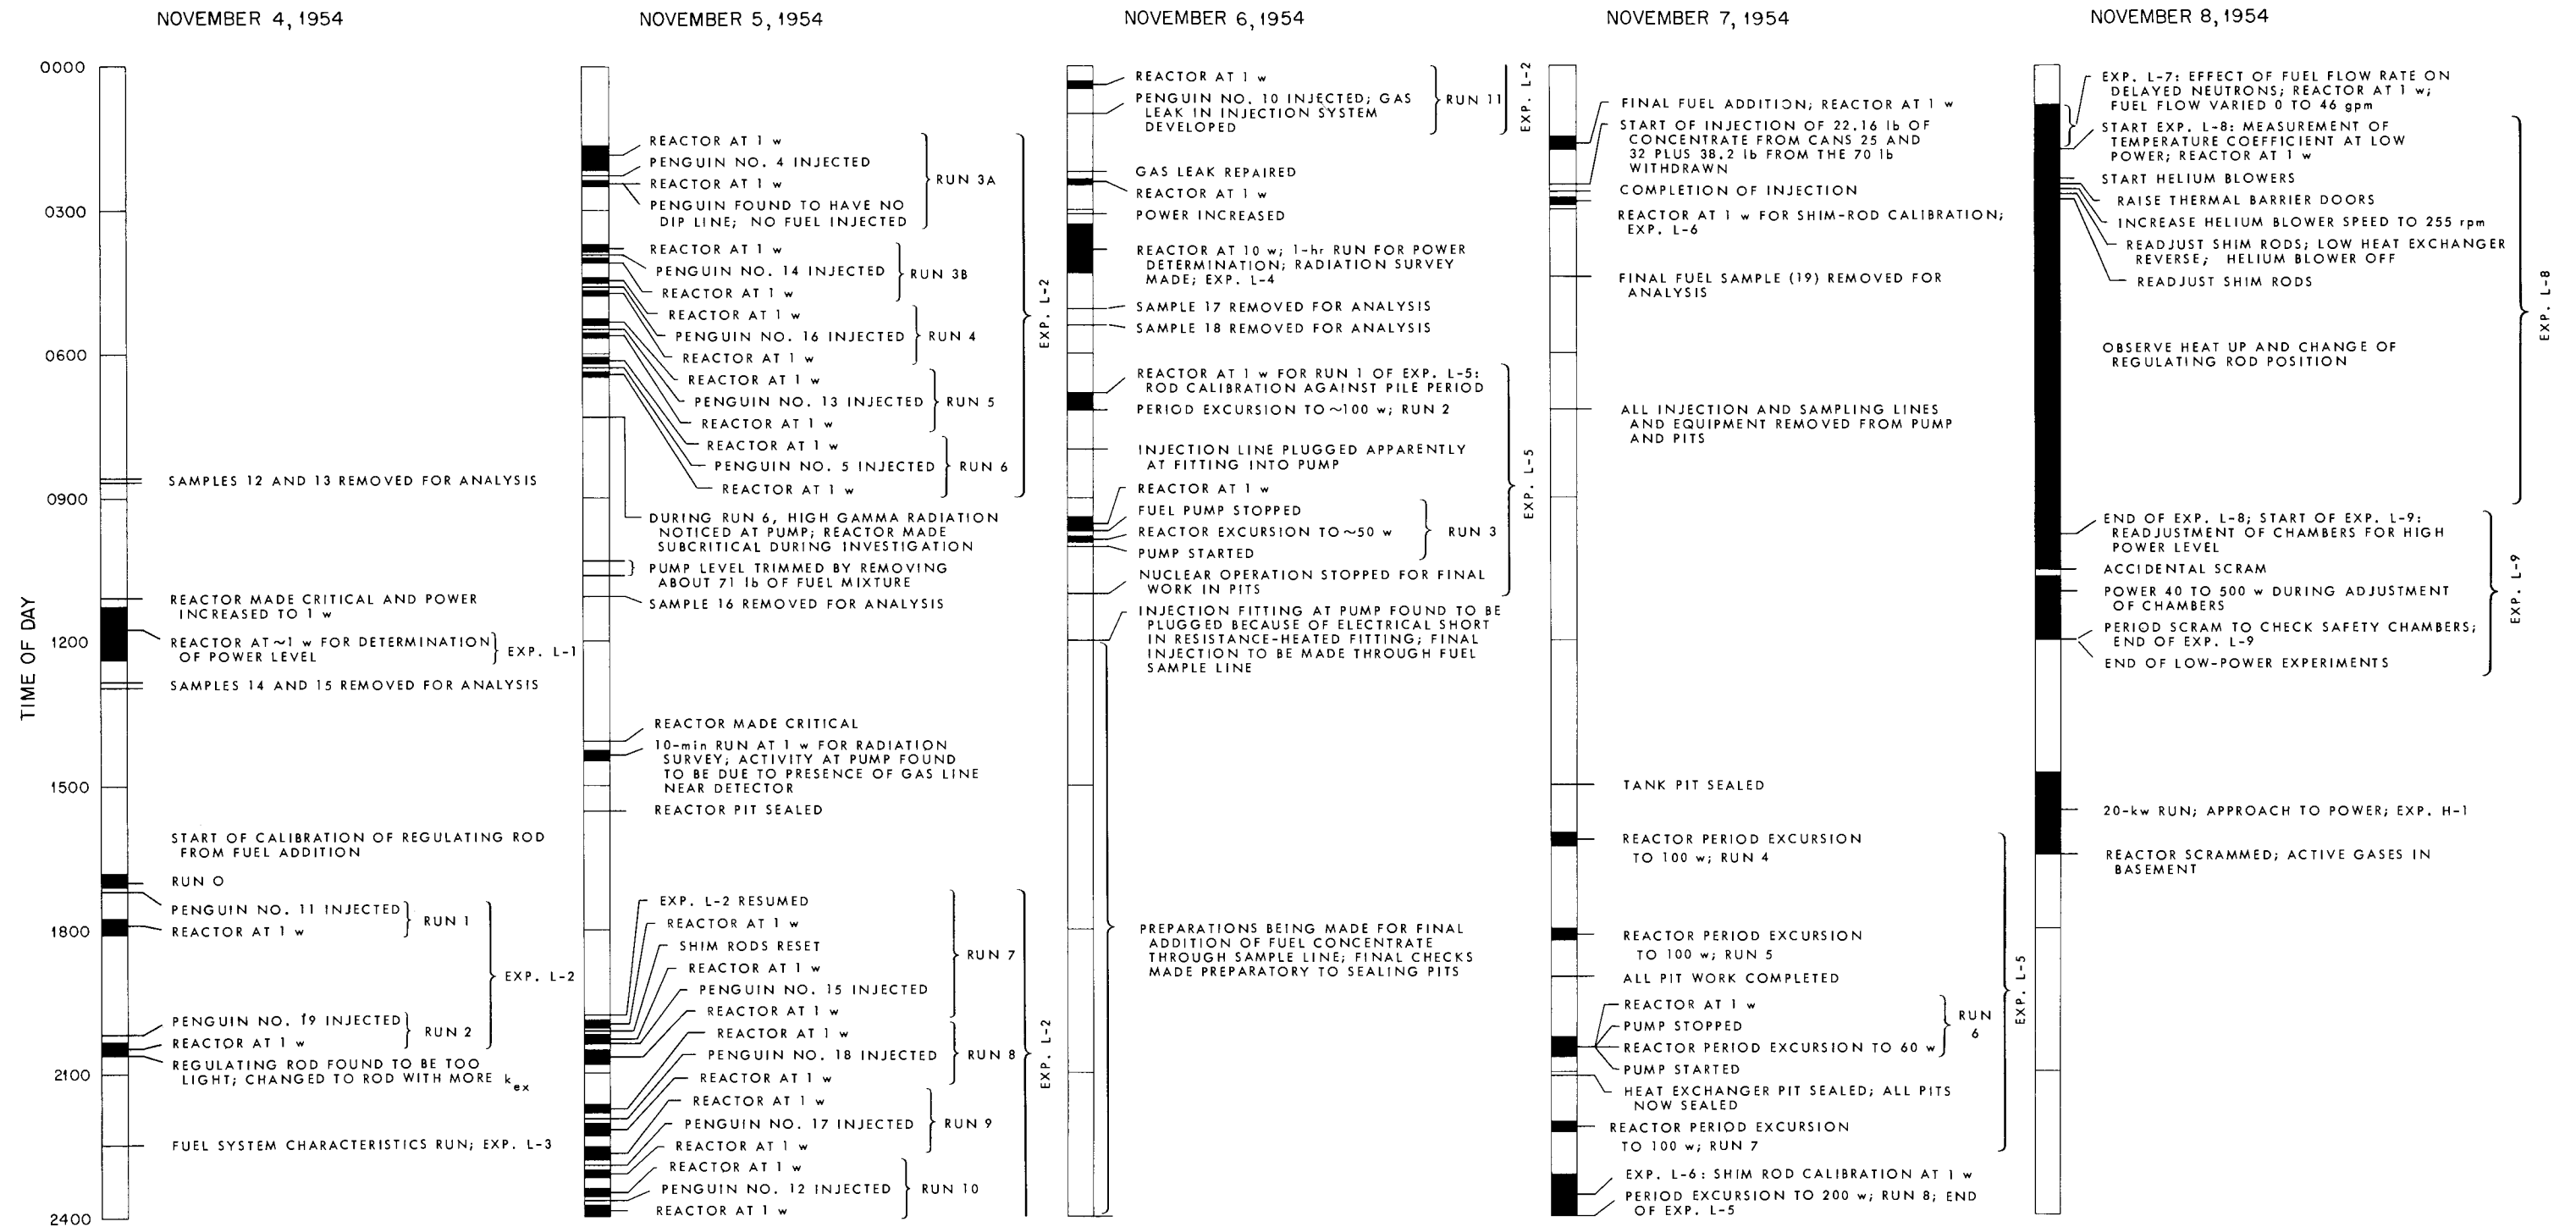 NOVEMBER 4, 1954
NOVEMBER 5, 1954
NOVEMBER 6, 1954
NOVEMBER 7, 1954
NOVEMBER 8, 1954
TIME OF DAY
0000
0300
0600
0900
1200
1500
1800
2100
2400
SAMPLES 12 AND 13 REMOVED FOR ANALYSIS
REACTOR MADE CRITICAL AND POWER
INCREASED TO 1 w
REACTOR AT ~1 w FOR DETERMINATION
OF POWER LEVEL
EXP. L-1
SAMPLES 14 AND 15 REMOVED FOR ANALYSIS
START OF CALIBRATION OF REGULATING ROD
FROM FUEL ADDITION
RUN O
PENGUIN NO. 11 INJECTED
RUN 1
REACTOR AT 1 w
EXP. L-2
PENGUIN NO. 19 INJECTED
RUN 2
REACTOR AT 1 w
REGULATING ROD FOUND TO BE TOO
LIGHT; CHANGED TO ROD WITH MORE kex
FUEL SYSTEM CHARACTERISTICS RUN; EXP. L-3
REACTOR AT 1 w
PENGUIN NO. 4 INJECTED
REACTOR AT 1 w
RUN 3A
PENGUIN FOUND TO HAVE NO
DIP LINE; NO FUEL INJECTED
REACTOR AT 1 w
PENGUIN NO. 14 INJECTED
RUN 3B
REACTOR AT 1 w
REACTOR AT 1 w
PENGUIN NO. 16 INJECTED
RUN 4
REACTOR AT 1 w
REACTOR AT 1 w
PENGUIN NO. 13 INJECTED
RUN 5
REACTOR AT 1 w
REACTOR AT 1 w
PENGUIN NO. 5 INJECTED
RUN 6
REACTOR AT 1 w
EXP. L-2
DURING RUN 6, HIGH GAMMA RADIATION
NOTICED AT PUMP; REACTOR MADE
SUBCRITICAL DURING INVESTIGATION
PUMP LEVEL TRIMMED BY REMOVING
ABOUT 71 lb OF FUEL MIXTURE
SAMPLE 16 REMOVED FOR ANALYSIS
REACTOR MADE CRITICAL
10-min RUN AT 1 w FOR RADIATION
SURVEY; ACTIVITY AT PUMP FOUND
TO BE DUE TO PRESENCE OF GAS LINE
NEAR DETECTOR
REACTOR PIT SEALED
EXP. L-2 RESUMED
REACTOR AT 1 w
SHIM RODS RESET
RUN 7
REACTOR AT 1 w
PENGUIN NO. 15 INJECTED
REACTOR AT 1 w
REACTOR AT 1 w
PENGUIN NO. 18 INJECTED
RUN 8
REACTOR AT 1 w
REACTOR AT 1 w
PENGUIN NO. 17 INJECTED
RUN 9
REACTOR AT 1 w
REACTOR AT 1 w
PENGUIN NO. 12 INJECTED
RUN 10
REACTOR AT 1 w
EXP. L-2
REACTOR AT 1 w
PENGUIN NO. 10 INJECTED; GAS
LEAK IN INJECTION SYSTEM
DEVELOPED
RUN 11
EXP. L-2
GAS LEAK REPAIRED
REACTOR AT 1 w
POWER INCREASED
REACTOR AT 10 w; 1-hr RUN FOR POWER
DETERMINATION; RADIATION SURVEY
MADE; EXP. L-4
SAMPLE 17 REMOVED FOR ANALYSIS
SAMPLE 18 REMOVED FOR ANALYSIS
REACTOR AT 1 w FOR RUN 1 OF EXP. L-5:
ROD CALIBRATION AGAINST PILE PERIOD
PERIOD EXCURSION TO ~100 w; RUN 2
INJECTION LINE PLUGGED APPARENTLY
AT FITTING INTO PUMP
REACTOR AT 1 w
FUEL PUMP STOPPED
REACTOR EXCURSION TO ~50 w
RUN 3
PUMP STARTED
NUCLEAR OPERATION STOPPED FOR FINAL
WORK IN PITS
EXP. L-5
INJECTION FITTING AT PUMP FOUND TO BE
PLUGGED BECAUSE OF ELECTRICAL SHORT
IN RESISTANCE-HEATED FITTING; FINAL
INJECTION TO BE MADE THROUGH FUEL
SAMPLE LINE
PREPARATIONS BEING MADE FOR FINAL
ADDITION OF FUEL CONCENTRATE
THROUGH SAMPLE LINE; FINAL CHECKS
MADE PREPARATORY TO SEALING PITS
FINAL FUEL ADDITION; REACTOR AT 1 w
START OF INJECTION OF 22.16 lb OF
CONCENTRATE FROM CANS 25 AND
32 PLUS 38.2 lb FROM THE 70 lb
WITHDRAWN
COMPLETION OF INJECTION
REACTOR AT 1 w FOR SHIM-ROD CALIBRATION;
EXP. L-6
FINAL FUEL SAMPLE (19) REMOVED FOR
ANALYSIS
ALL INJECTION AND SAMPLING LINES
AND EQUIPMENT REMOVED FROM PUMP
AND PITS
TANK PIT SEALED
REACTOR PERIOD EXCURSION
TO 100 w; RUN 4
REACTOR PERIOD EXCURSION
TO 100 w; RUN 5
ALL PIT WORK COMPLETED
REACTOR AT 1 w
PUMP STOPPED
RUN
6
REACTOR PERIOD EXCURSION TO 60 w
PUMP STARTED
HEAT EXCHANGER PIT SEALED; ALL PITS
NOW SEALED
REACTOR PERIOD EXCURSION
TO 100 w; RUN 7
EXP. L-5
EXP. L-6: SHIM ROD CALIBRATION AT 1 w
PERIOD EXCURSION TO 200 w; RUN 8; END
OF EXP. L-5
EXP. L-7: EFFECT OF FUEL FLOW RATE ON
DELAYED NEUTRONS; REACTOR AT 1 w;
FUEL FLOW VARIED 0 TO 46 gpm
START EXP. L-8: MEASUREMENT OF
TEMPERATURE COEFFICIENT AT LOW
POWER; REACTOR AT 1 w
START HELIUM BLOWERS
RAISE THERMAL BARRIER DOORS
INCREASE HELIUM BLOWER SPEED TO 255 rpm
READJUST SHIM RODS; LOW HEAT EXCHANGER
REVERSE; HELIUM BLOWER OFF
READJUST SHIM RODS
EXP. L-8
OBSERVE HEAT UP AND CHANGE OF
REGULATING ROD POSITION
END OF EXP. L-8; START OF EXP. L-9:
READJUSTMENT OF CHAMBERS FOR HIGH
POWER LEVEL
ACCIDENTAL SCRAM
POWER 40 TO 500 w DURING ADJUSTMENT
OF CHAMBERS
EXP. L-9
PERIOD SCRAM TO CHECK SAFETY CHAMBERS;
END OF EXP. L-9
END OF LOW-POWER EXPERIMENTS
20-kw RUN; APPROACH TO POWER; EXP. H-1
REACTOR SCRAMMED; ACTIVE GASES IN
BASEMENT